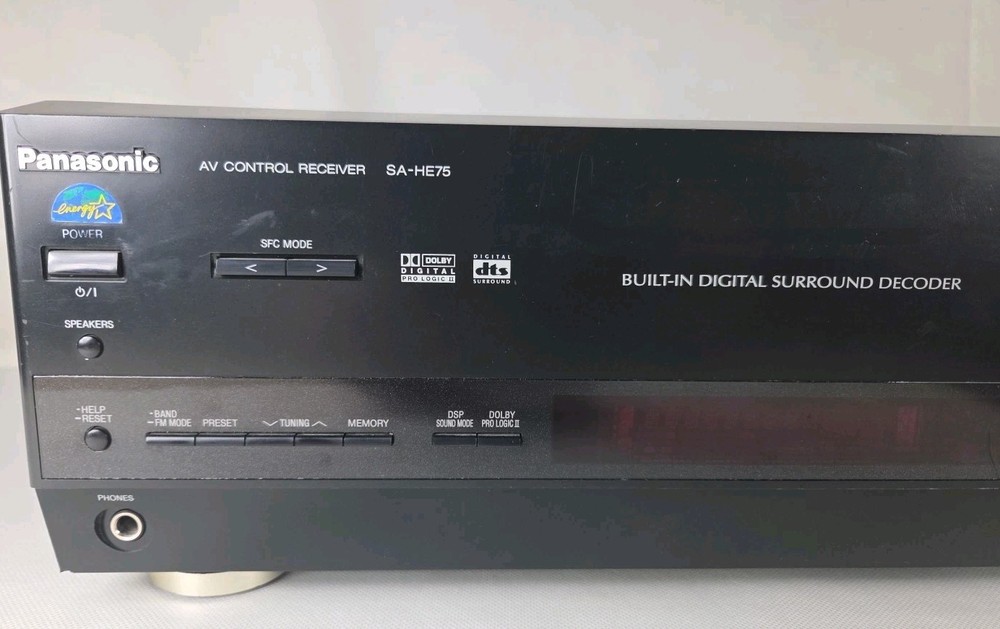 Panasonic
AV CONTROL RECEIVER SA-HE75
energy
POWER
SFC MODE
< >
DOLBY
DIGITAL
PRO LOGIC II
DIGITAL
dts
SURROUND
BUILT-IN DIGITAL SURROUND DECODER
⏻/I
SPEAKERS
-HELP
-RESET
-BAND
-FM MODE
PRESET
TUNING
MEMORY
DSP
SOUND MODE
DOLBY
PRO LOGIC II
PHONES